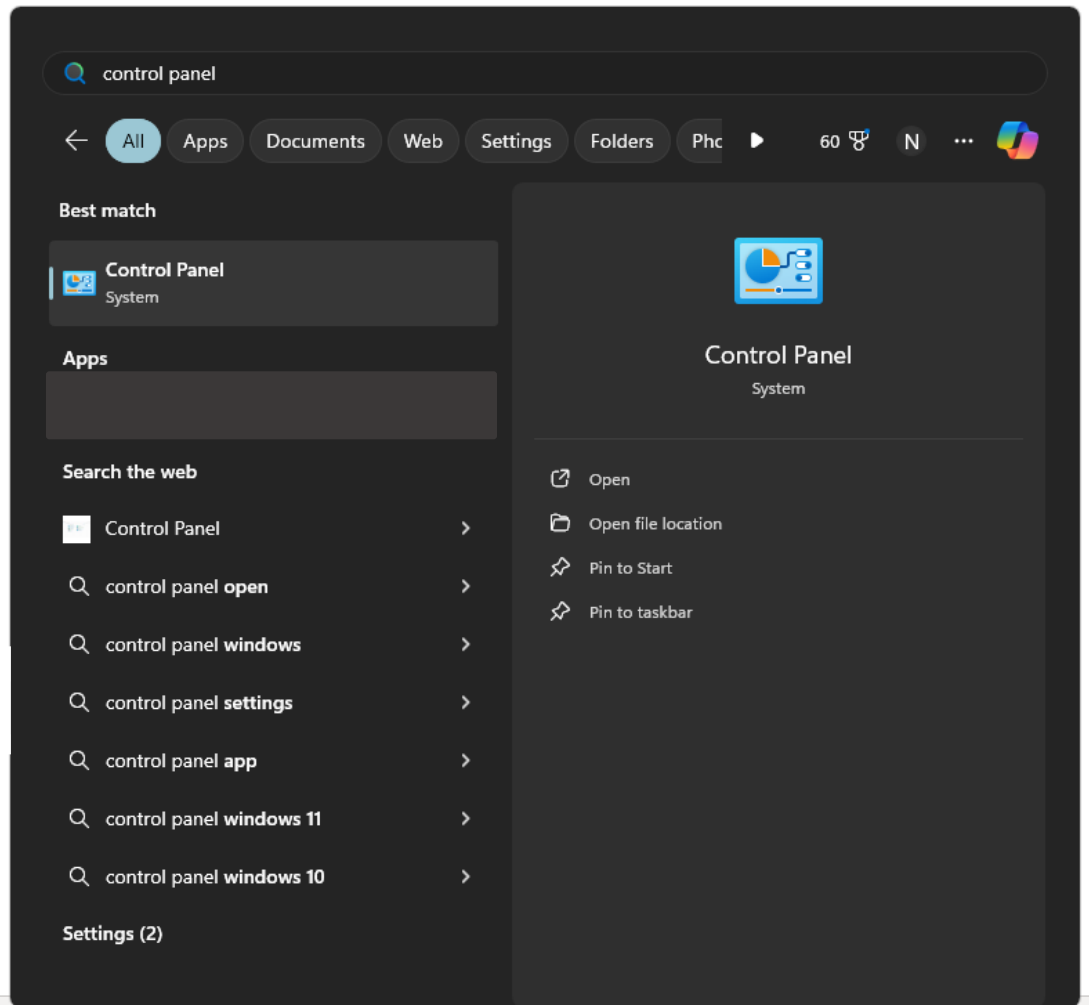 control panel
All Apps Documents Web Settings Folders Phc 60 N
Best match
Control Panel
System
Apps
Search the web
Control Panel
control panel open
control panel windows
control panel settings
control panel app
control panel windows 11
control panel windows 10
Settings (2)
Control Panel
System
Open
Open file location
Pin to Start
Pin to taskbar